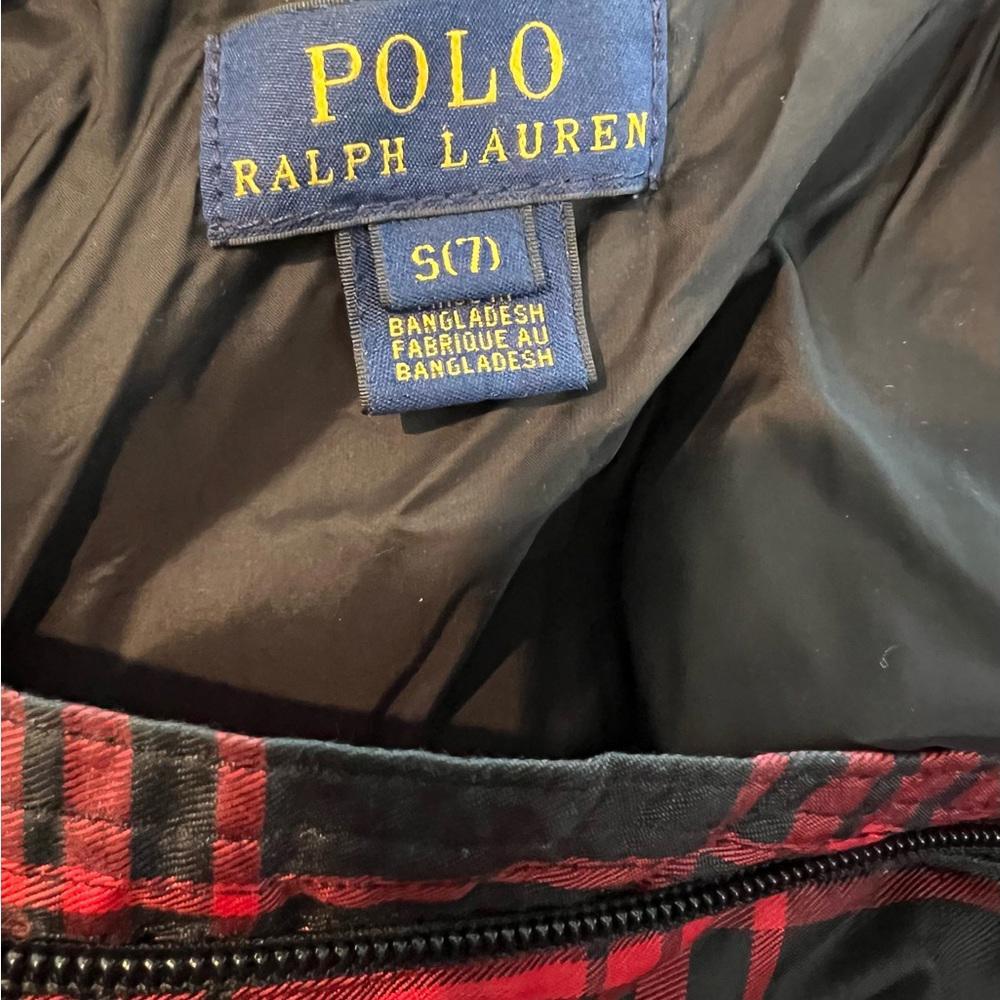 POLO
RALPH LAUREN
S(7)
BANGLADESH
FABRIQUE AU
BANGLADESH